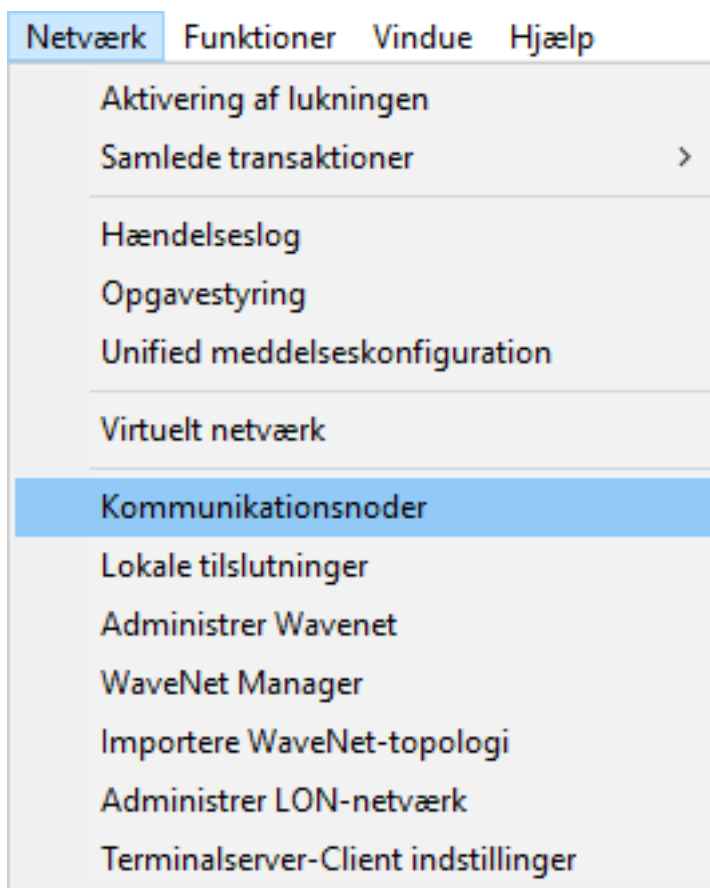 Netværk Funktioner Vindue Hjælp
Aktivering af lukningen
Samlede transaktioner
Hændelseslog
Opgavestyring
Unified meddelseskonfiguration
Virtuelt netværk
Kommunikationsnoder
Lokale tilslutninger
Administrer Wavenet
WaveNet Manager
Importere WaveNet-topologi
Administrer LON-netværk
Terminalserver-Client indstillinger